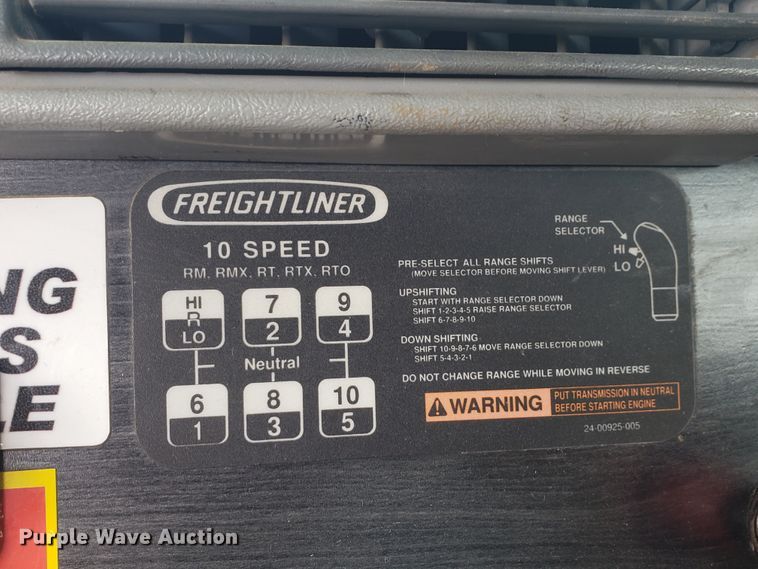 FREIGHTLINER
10 SPEED
RM, RMX, RT, RTX, RTO
HI
R
LO
7
2
9
4
Neutral
6
1
8
3
10
5
RANGE
SELECTOR
HI
LO
PRE-SELECT ALL RANGE SHIFTS
(MOVE SELECTOR BEFORE MOVING SHIFT LEVER)
UPSHIFTING
START WITH RANGE SELECTOR DOWN
SHIFT 1-2-3-4-5 RAISE RANGE SELECTOR
SHIFT 6-7-8-9-10
DOWN SHIFTING
SHIFT 10-9-8-7-6 MOVE RANGE SELECTOR DOWN
SHIFT 5-4-3-2-1
DO NOT CHANGE RANGE WHILE MOVING IN REVERSE
WARNING
PUT TRANSMISSION IN NEUTRAL
BEFORE STARTING ENGINE
24-00925-005
NG
S
LE
Purple Wave Auction